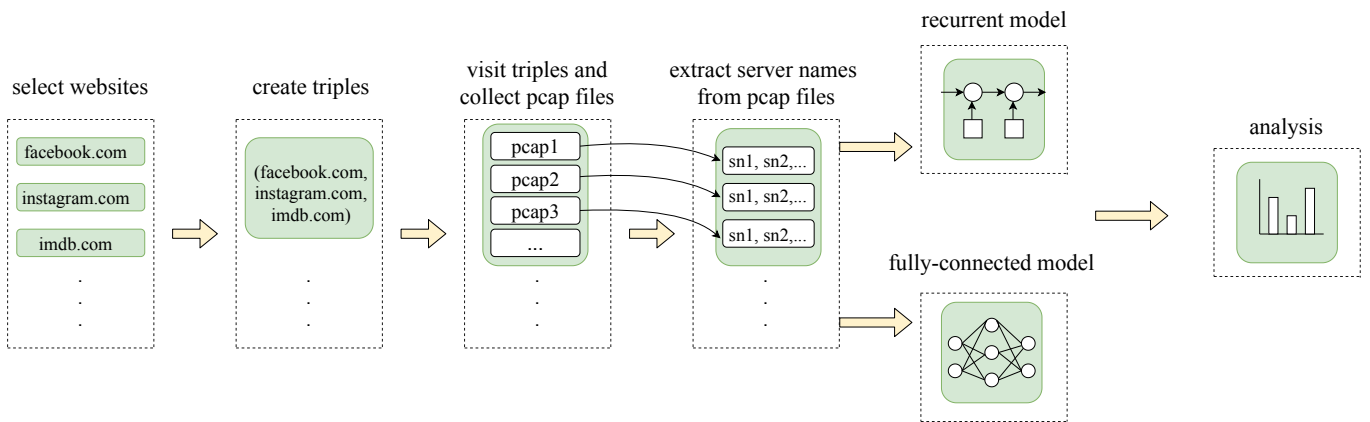 select websites
facebook.com
instagram.com
imdb.com
.
.
.
create triples
(facebook.com,
instagram.com,
imdb.com)
.
.
.
visit triples and
collect pcap files
pcap1
pcap2
pcap3
...
.
.
.
extract server names
from pcap files
sn1, sn2,...
sn1, sn2,...
sn1, sn2,...
.
.
.
recurrent model
fully-connected model
analysis